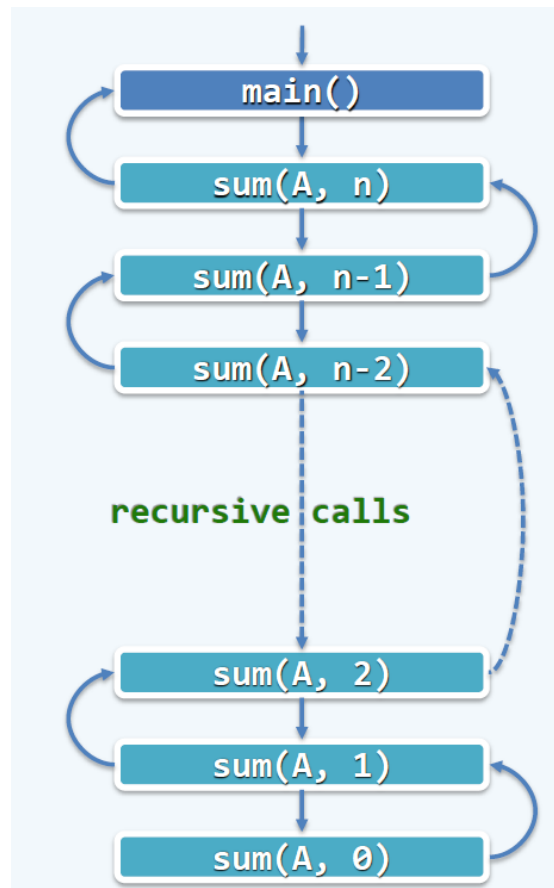 main()
sum(A, n)
sum(A, n-1)
sum(A, n-2)
recursive calls
sum(A, 2)
sum(A, 1)
sum(A, 0)